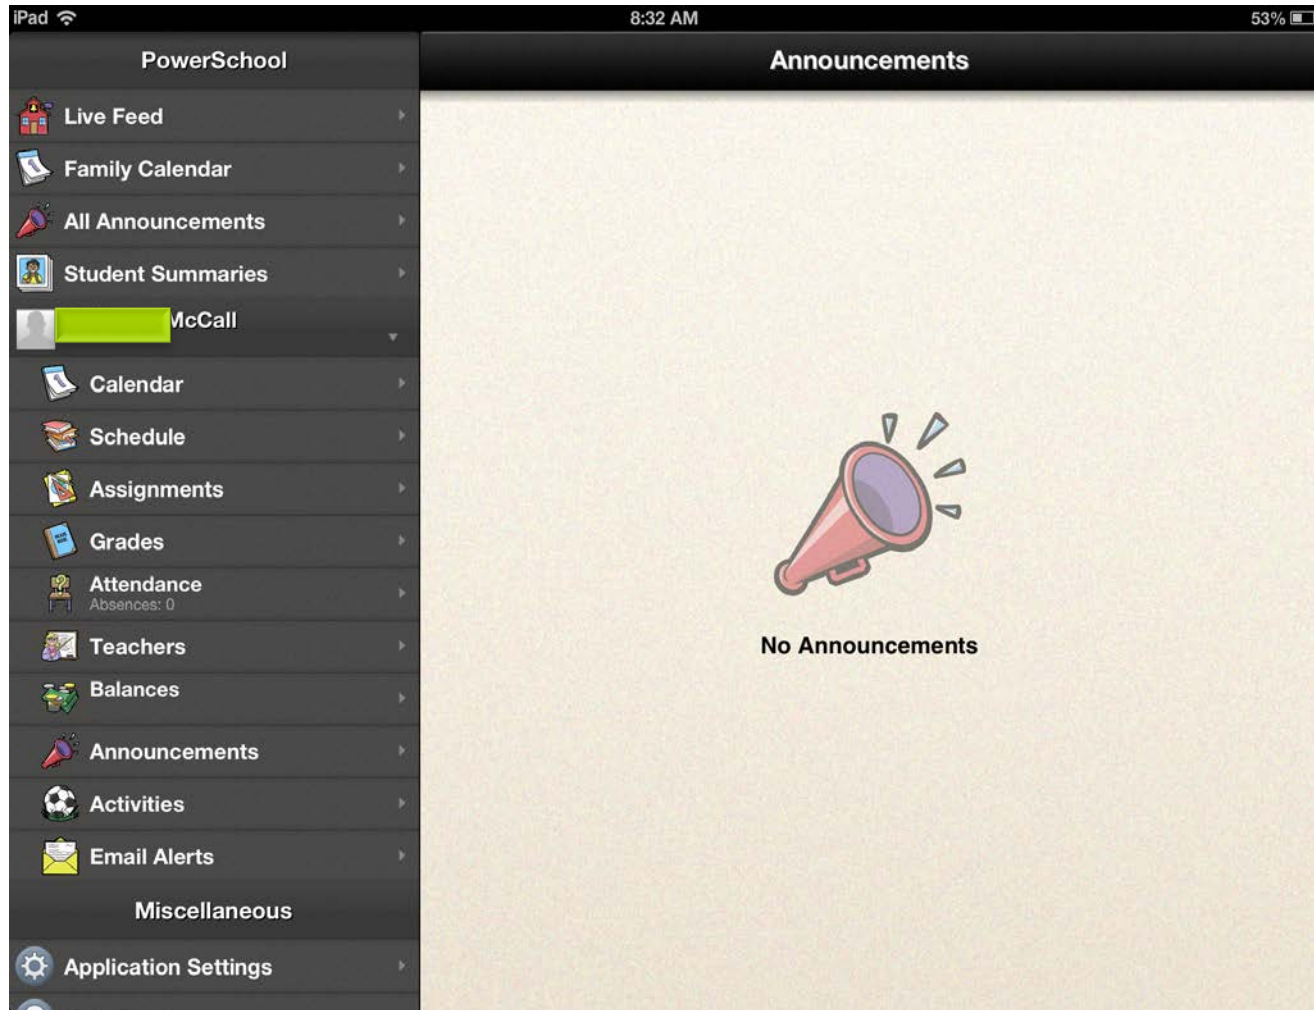 iPad
8:32 AM
53%
PowerSchool
Announcements
Live Feed
Family Calendar
All Announcements
Student Summaries
McCall
Calendar
Schedule
Assignments
Grades
Attendance
Absences: 0
Teachers
Balances
Announcements
Activities
Email Alerts
Miscellaneous
Application Settings
No Announcements